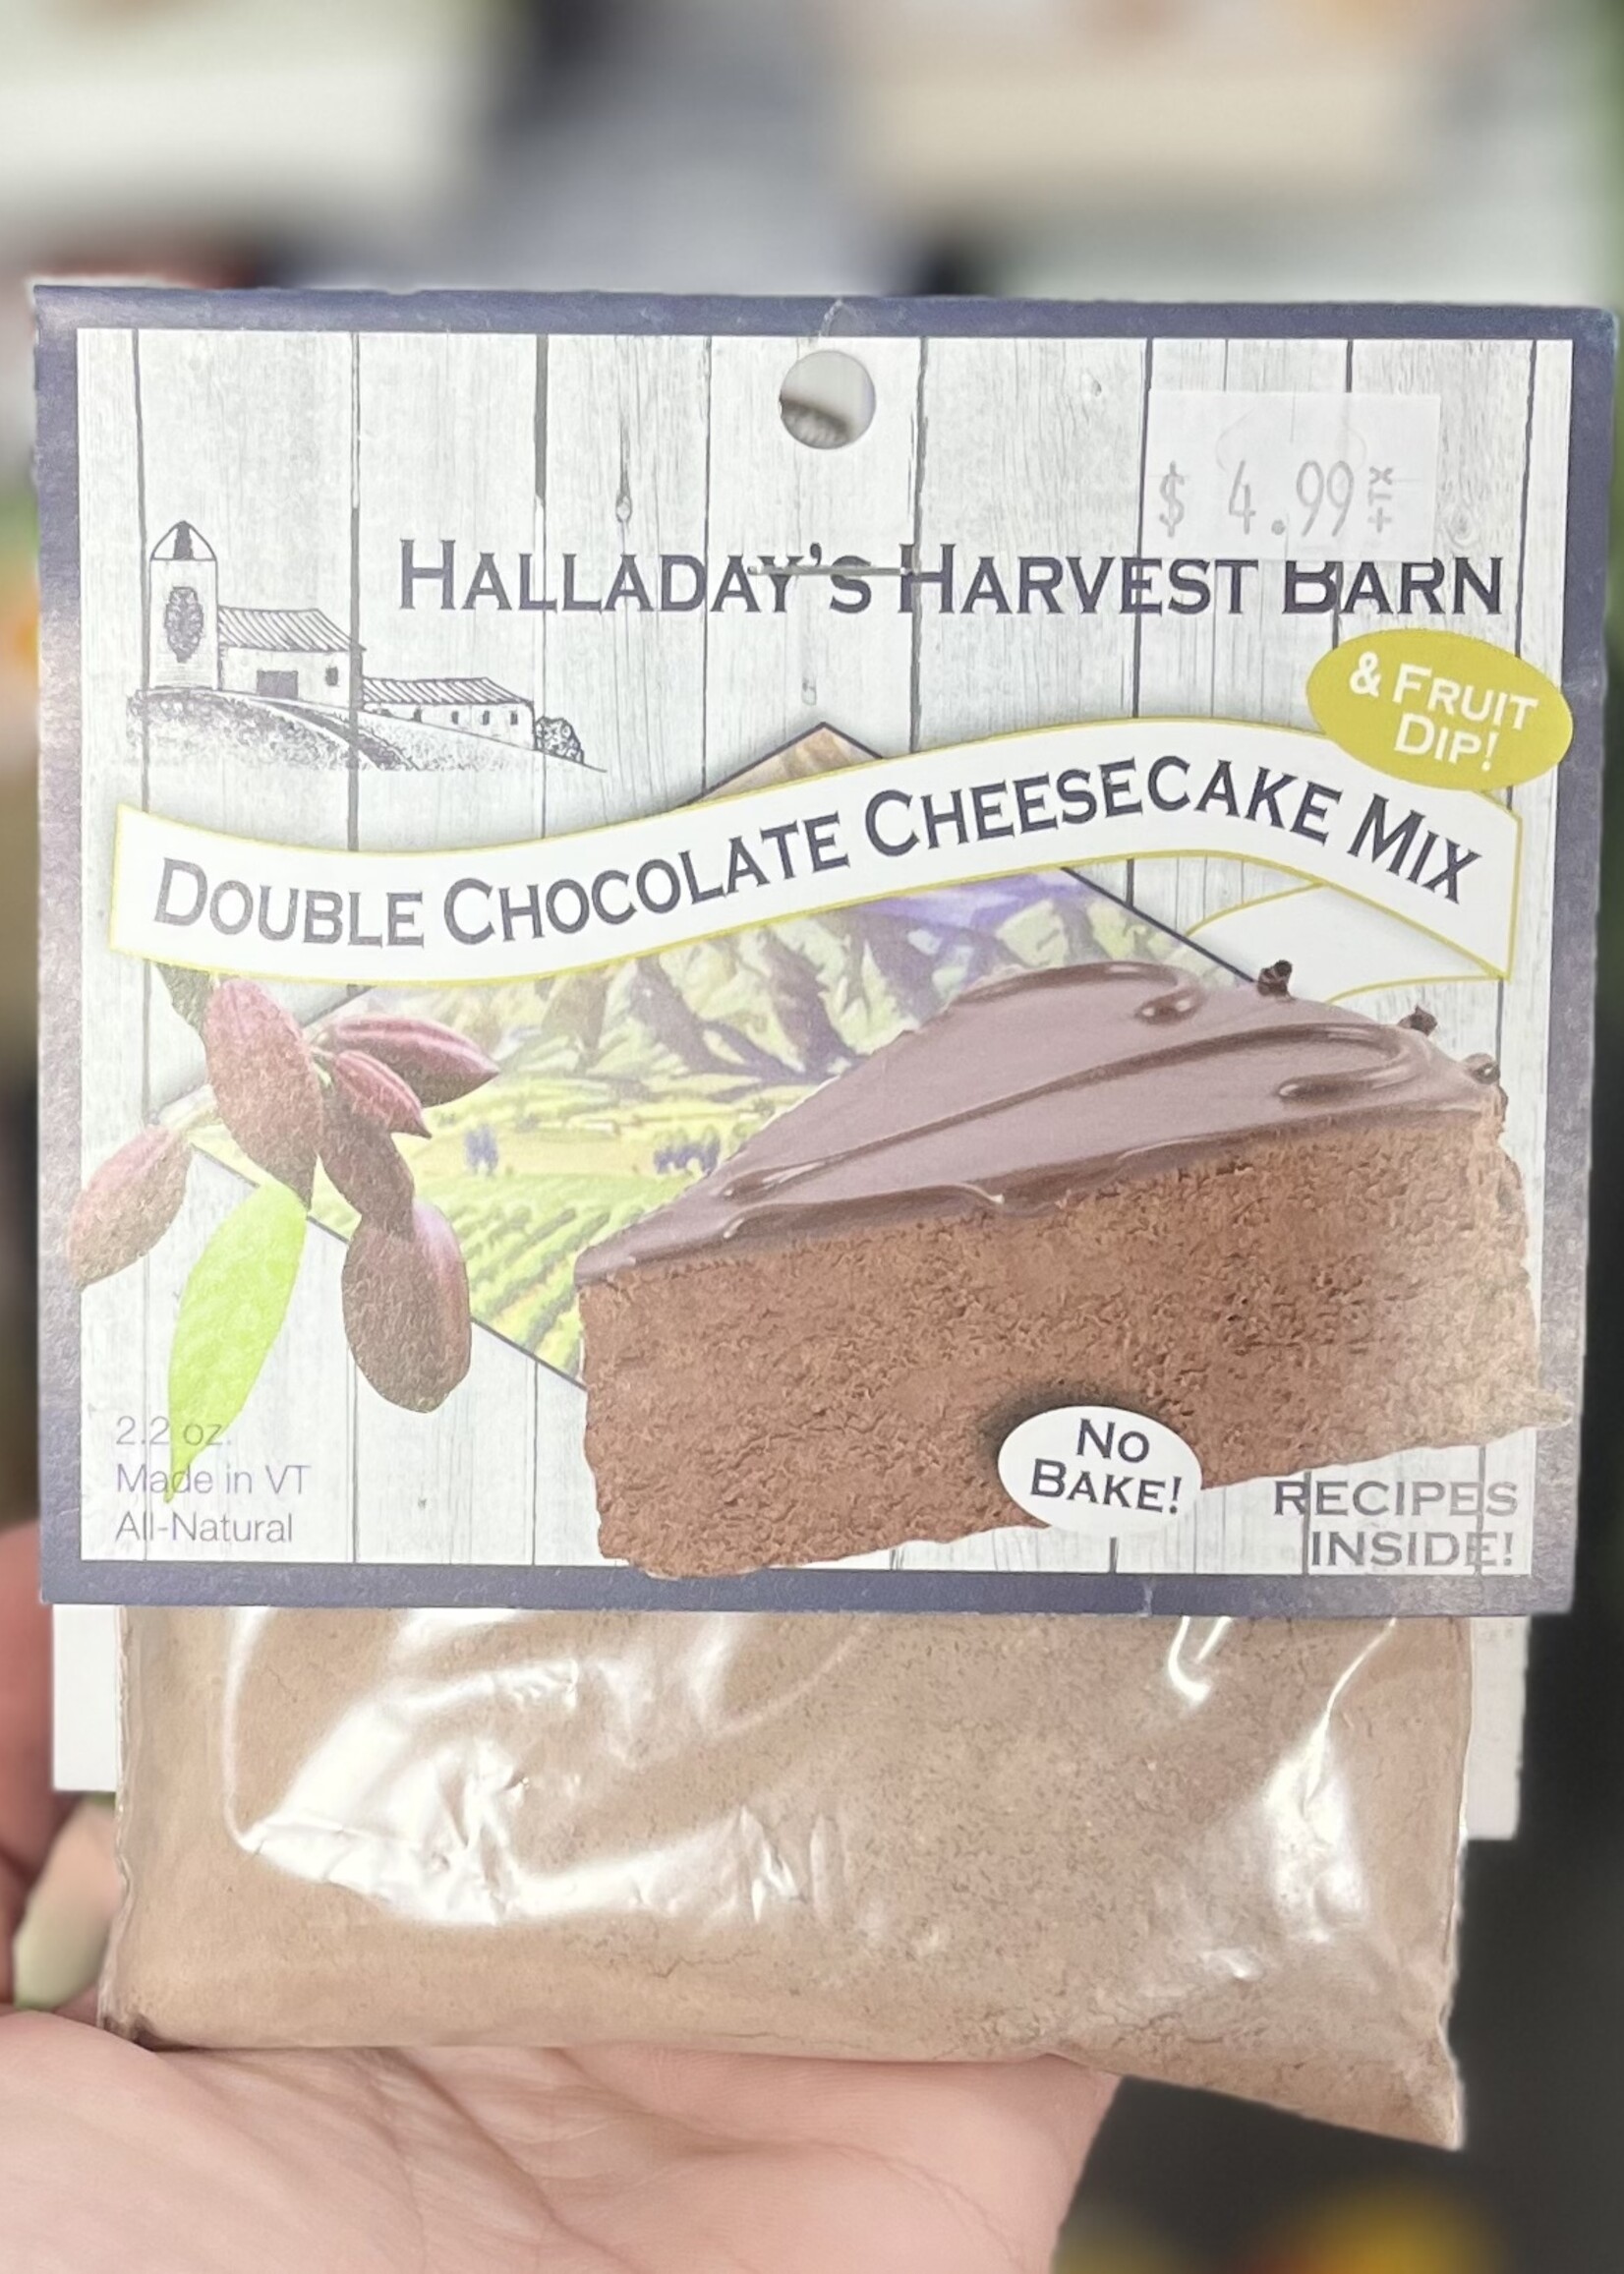 $ 4.99 +TX
HALLADAY'S HARVEST BARN
& FRUIT
DIP!
DOUBLE CHOCOLATE CHEESECAKE MIX
2.2 oz.
Made in VT
All-Natural
NO
BAKE!
RECIPES
INSIDE!